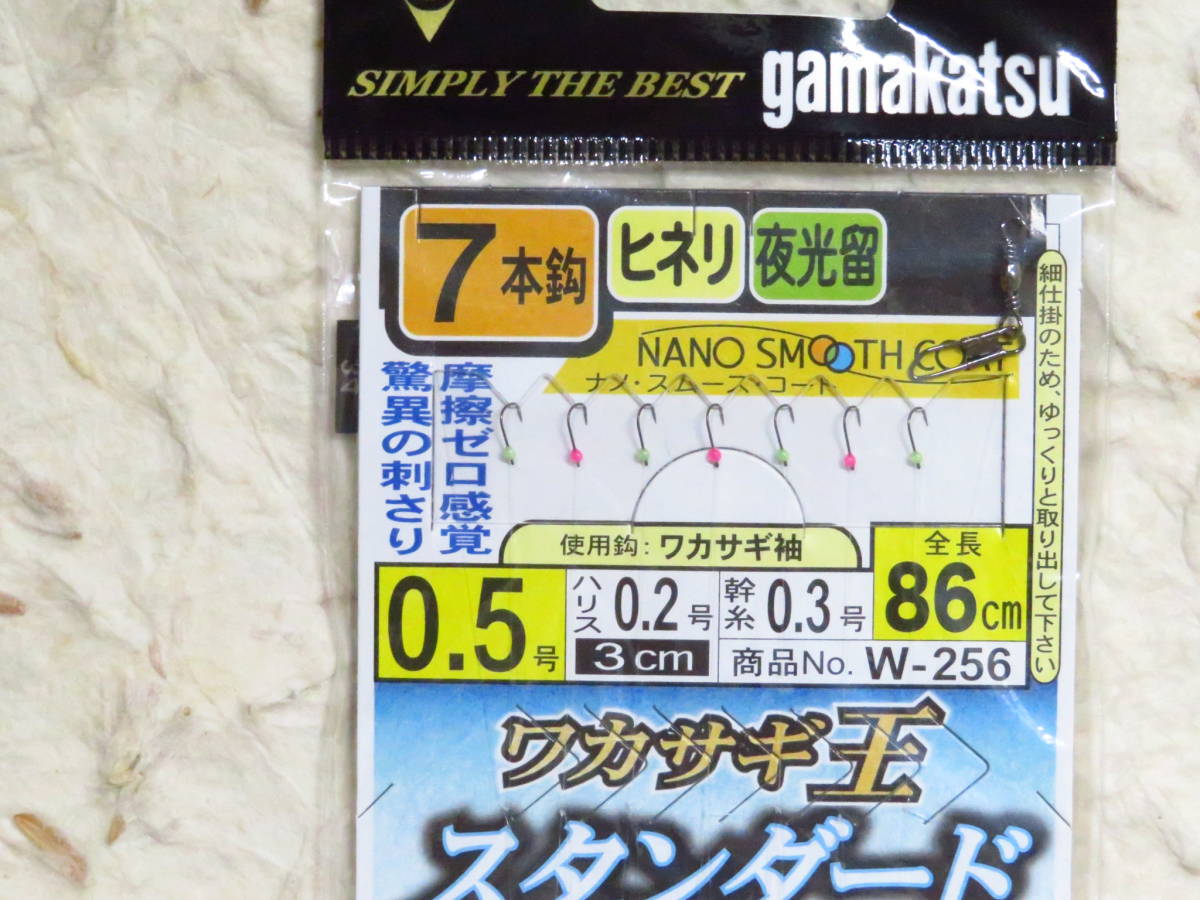 SIMPLY THE BEST
gamakatsu
7本鈎
ヒネリ
夜光留
NANO SMOOTH COAT
ナノ・スムース・コート
摩擦ゼロ感覚
驚異の刺さり
細仕掛のため、ゆっくりと取り出して下さい
使用鈎：ワカサギ袖
0.5号
ハリス 0.2号
3cm
幹糸 0.3号
全長
86cm
商品No. W-256
ワカサギ王
スタンダード